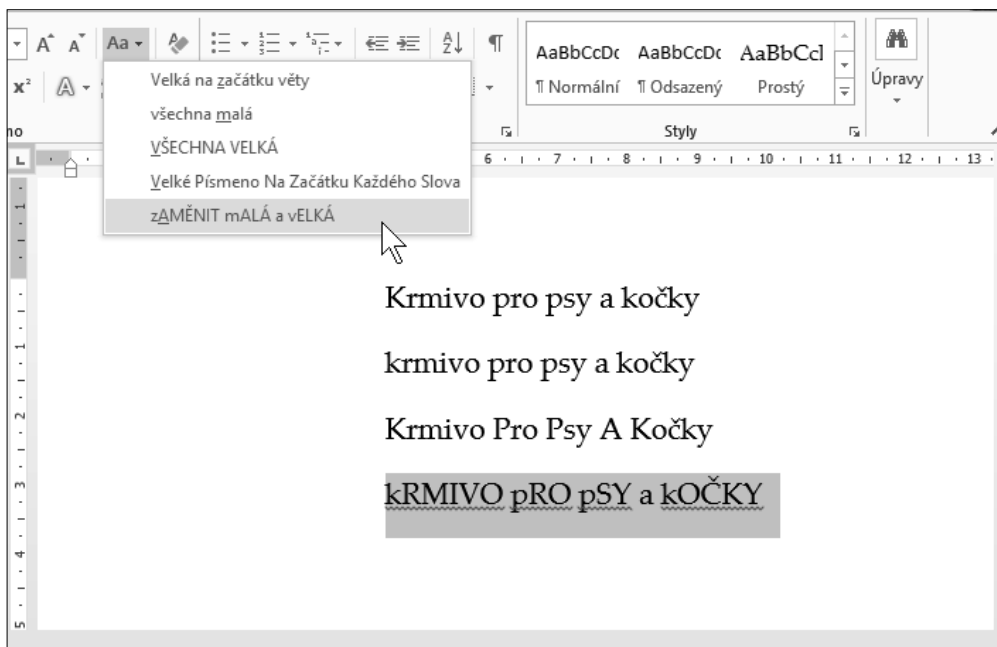 Aa
AaBbCcDc AaBbCcDc AaBbCcI
¶ Normální ¶ Odsazený Prostý
Úpravy
no
Styly
Velká na začátku věty
všechna malá
VŠECHNA VELKÁ
Velké Písmeno Na Začátku Každého Slova
zAMĚNIT mALÁ a vELKÁ
6 7 8 9 10 11 12 13
Krmivo pro psy a kočky
krmivo pro psy a kočky
Krmivo Pro Psy A Kočky
kRMIVO pRO pSY a kOČKY